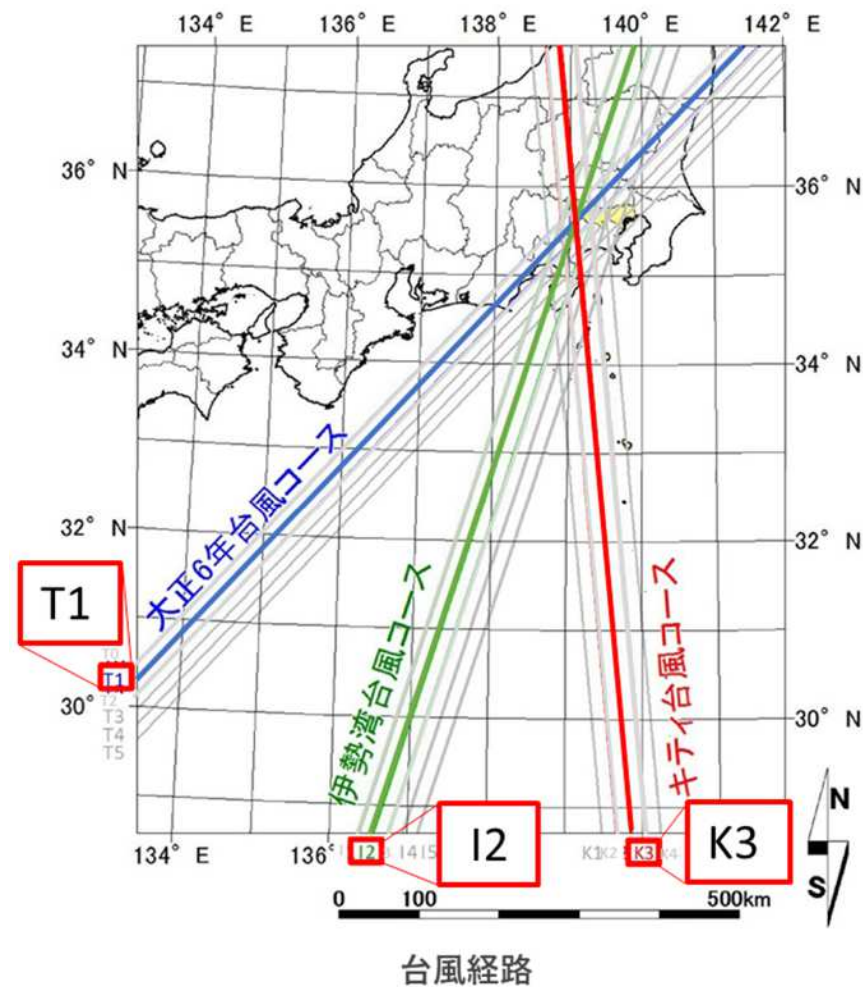 134° E 136° E 138° E 140° E 142° E
36° N
36° N
34° N
34° N
32° N
32° N
30° N
30° N
大正6年台風コース
伊勢湾台風コース
キティ台風コース
T1
T0
T1
T2
T3
T4
T5
134° E
136°
I2
I4
I5
I2
K1
K2
K3
K4
K3
N
S
0 100 500km
台風経路